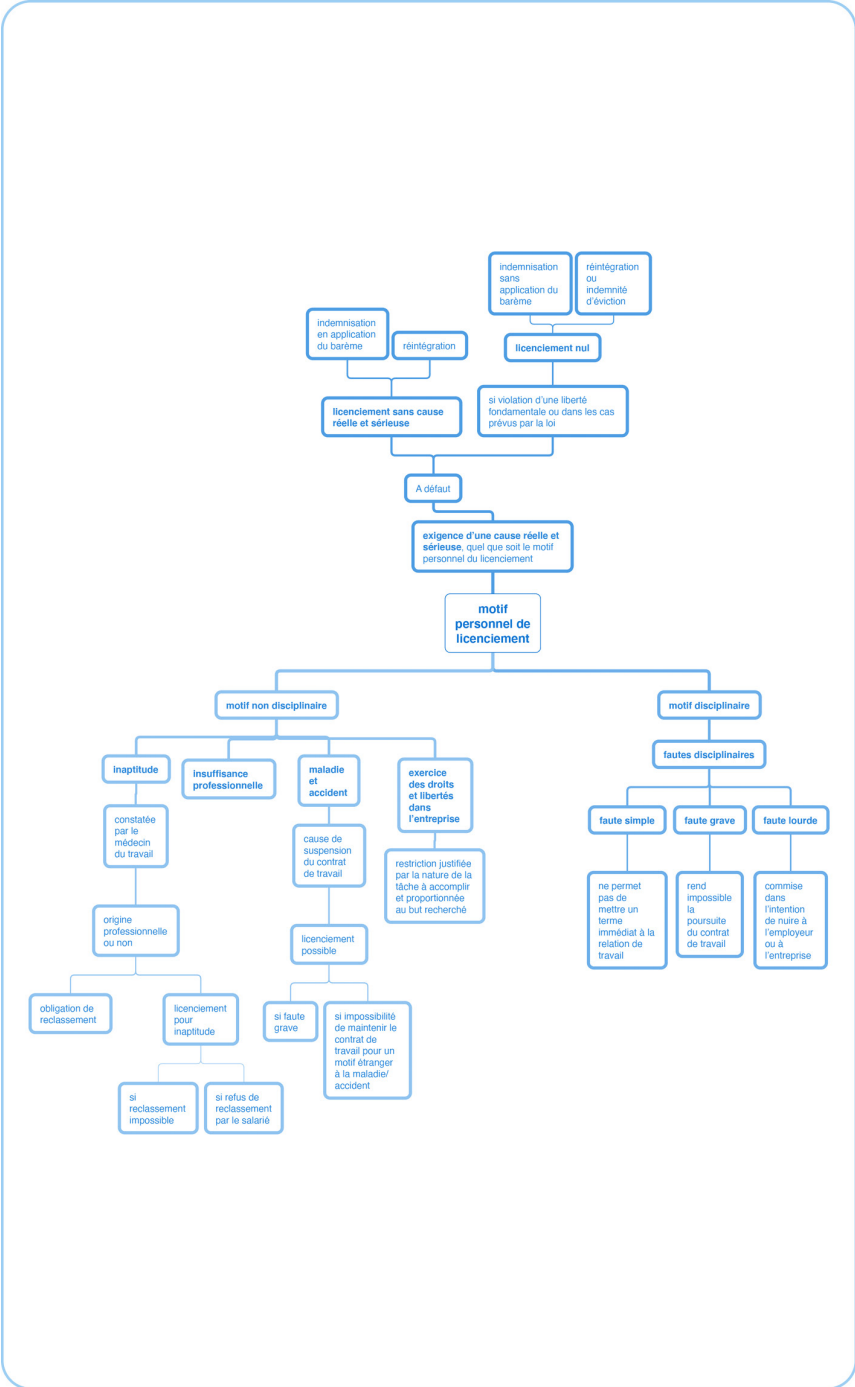 indemnisation
sans
application du
barème
réintégration
ou
indemnité
d'éviction
indemnisation
en application
du barème
réintégration
licenciement nul
licenciement sans cause
réelle et sérieuse
si violation d'une liberté
fondamentale ou dans les cas
prévus par la loi
A défaut
exigence d'une cause réelle et
sérieuse, quel que soit le motif
personnel du licenciement
motif
personnel de
licenciement
motif non disciplinaire
motif disciplinaire
fautes disciplinaires
inaptitude
insuffisance
professionnelle
maladie
et
accident
exercice
des droits
et libertés
dans
l'entreprise
faute simple
faute grave
faute lourde
constatée
par le
médecin
du travail
cause de
suspension
du contrat
de travail
restriction justifiée
par la nature de la
tâche à accomplir
et proportionnée
au but recherché
ne permet
pas de
mettre un
terme
immédiat à la
relation de
travail
rend
impossible
la
poursuite
du contrat
de travail
commise
dans
l'intention
de nuire à
l'employeur
ou à
l'entreprise
origine
professionnelle
ou non
licenciement
possible
obligation de
reclassement
licenciement
pour
inaptitude
si faute
grave
si impossibilité
de maintenir le
contrat de
travail pour un
motif étranger
à la maladie/
accident
si
reclassement
impossible
si refus de
reclassement
par le salarié